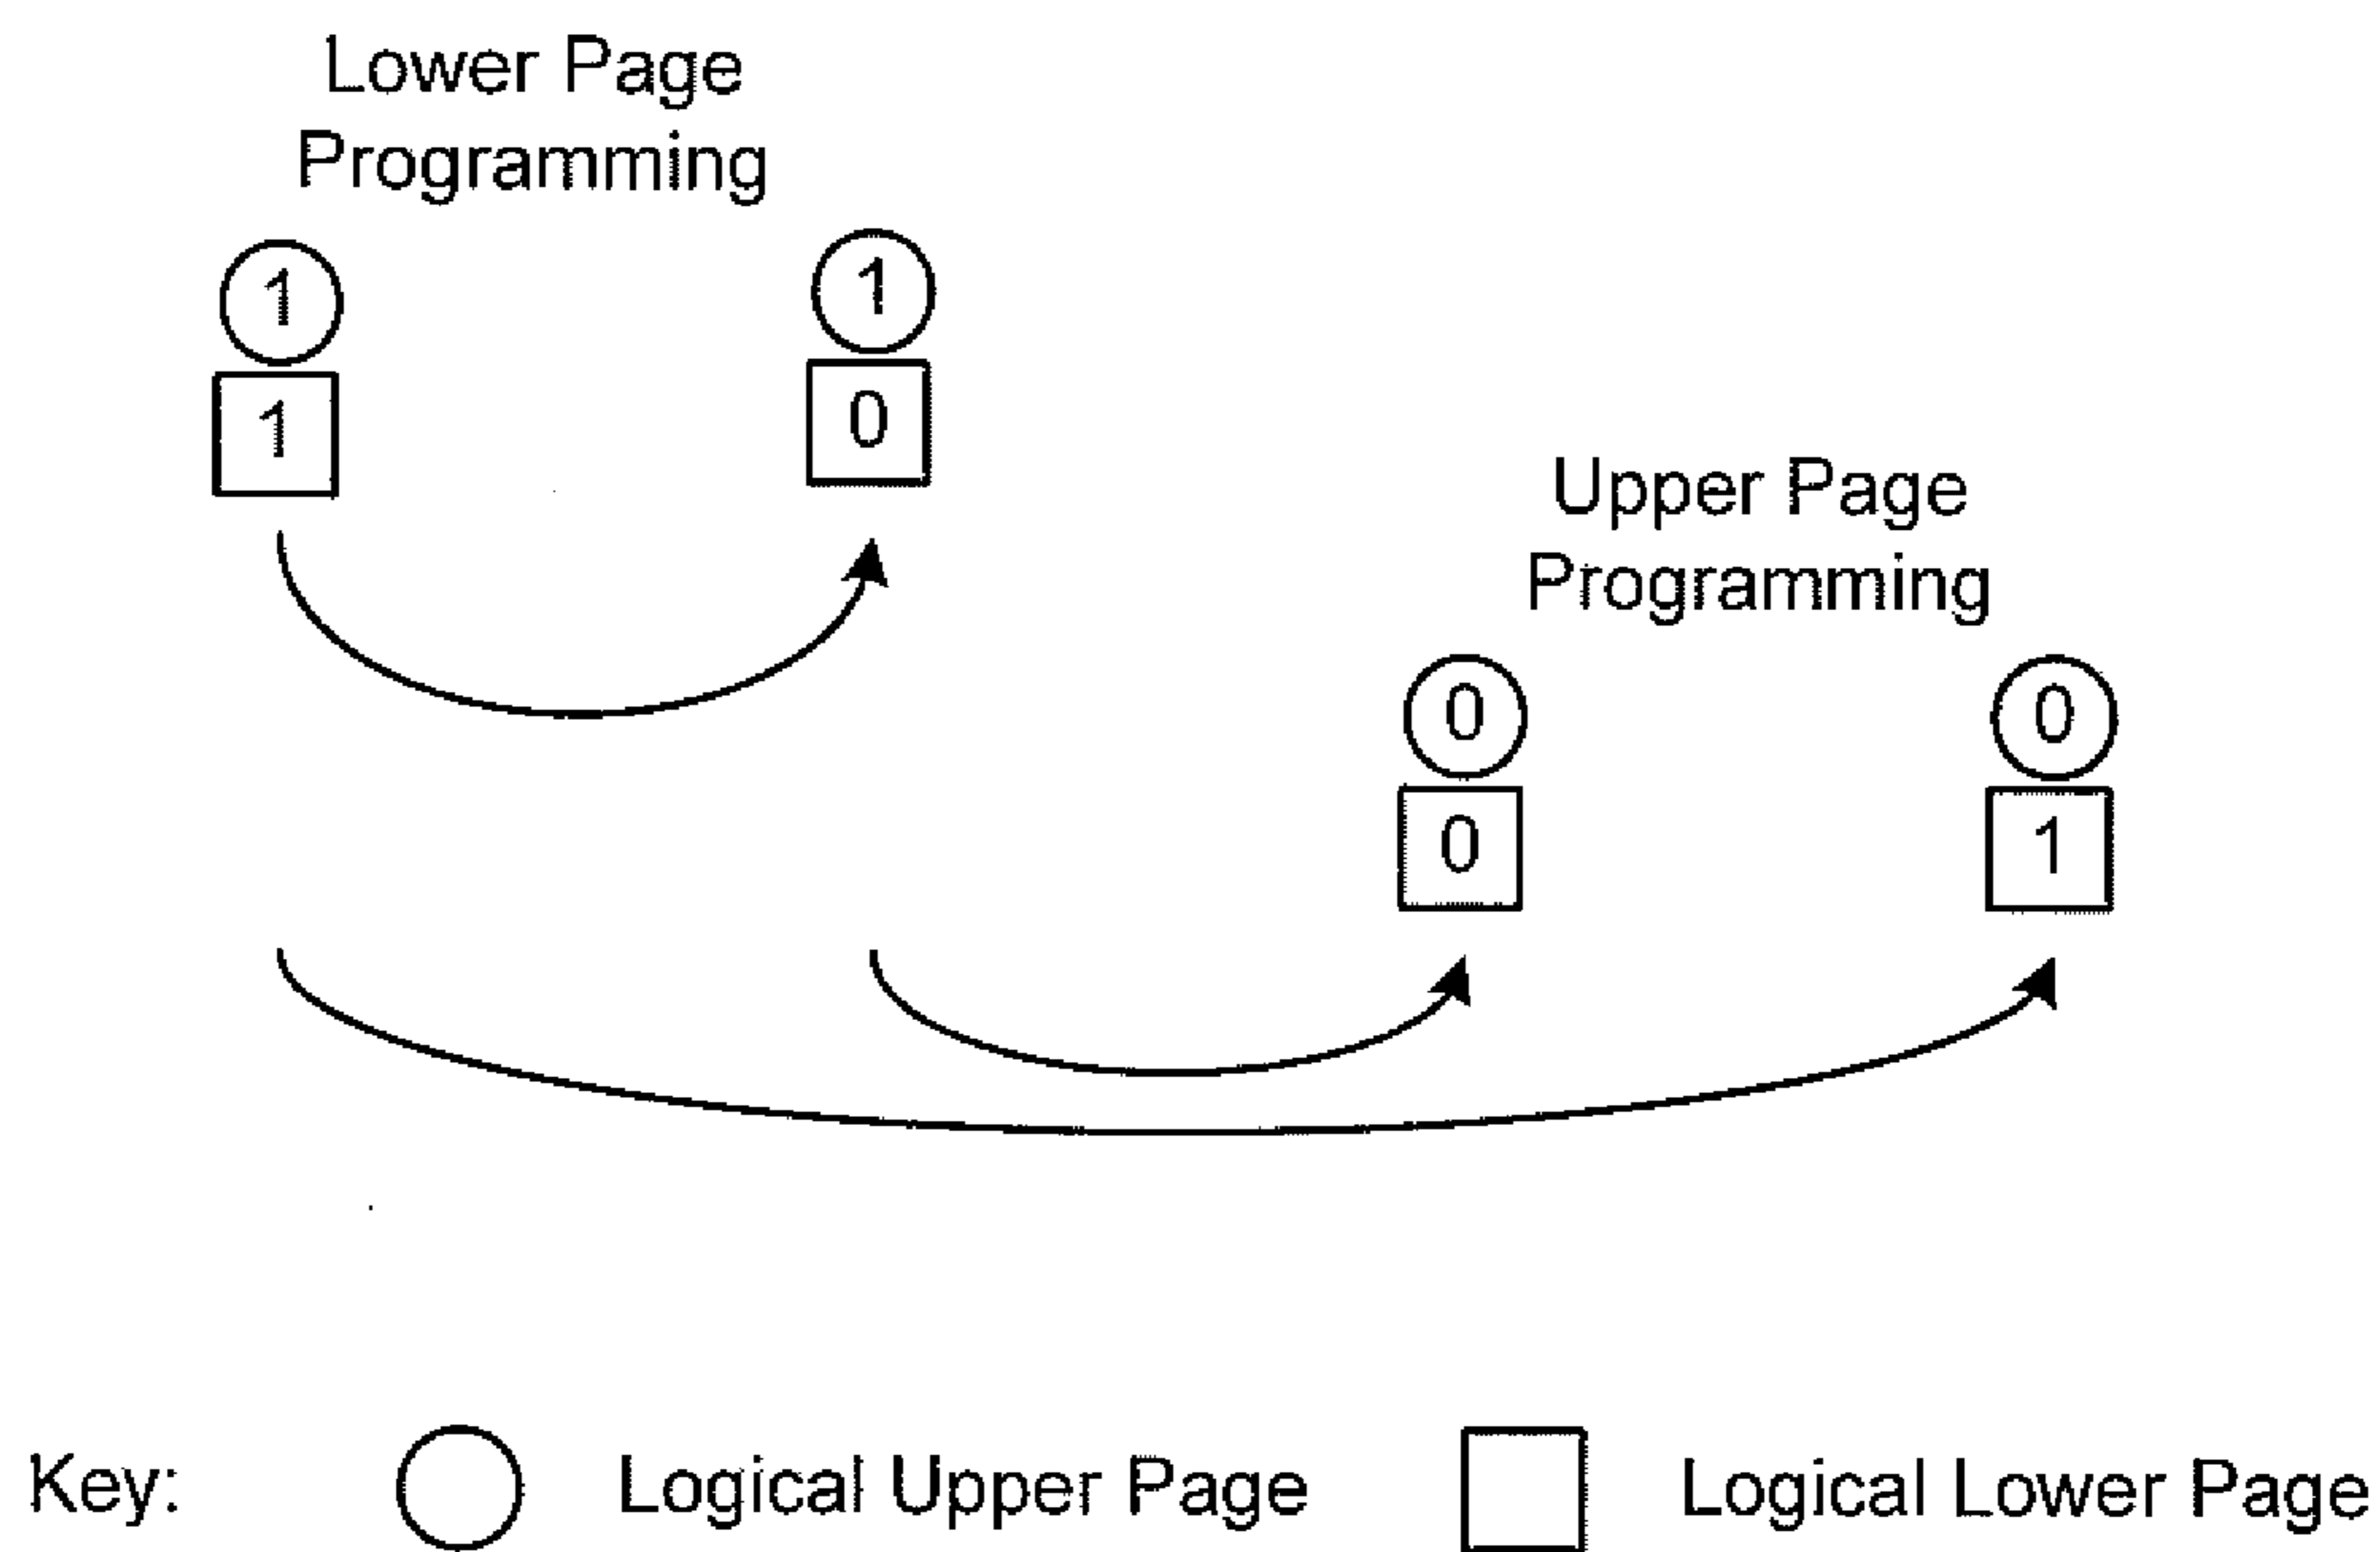 Lower Page
Programming
1 1
1 0
Upper Page
Programming
0 0
0 1
Key: Logical Upper Page Logical Lower Page